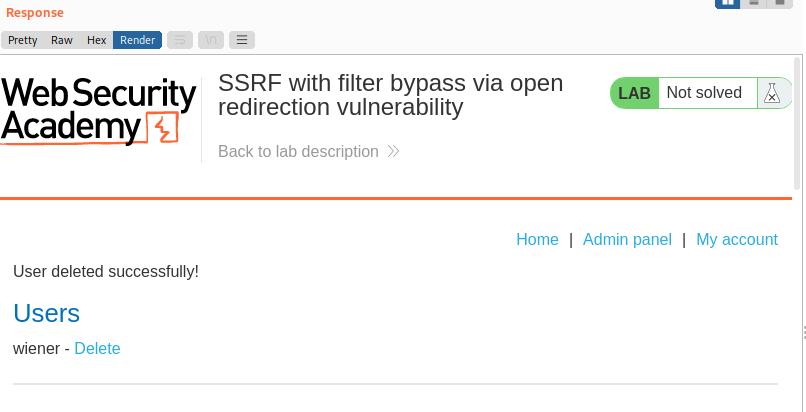 Response
Pretty Raw Hex Render \n
Web Security
Academy
SSRF with filter bypass via open
redirection vulnerability
LAB Not solved
Back to lab description
Home | Admin panel | My account
User deleted successfully!
Users
wiener - Delete